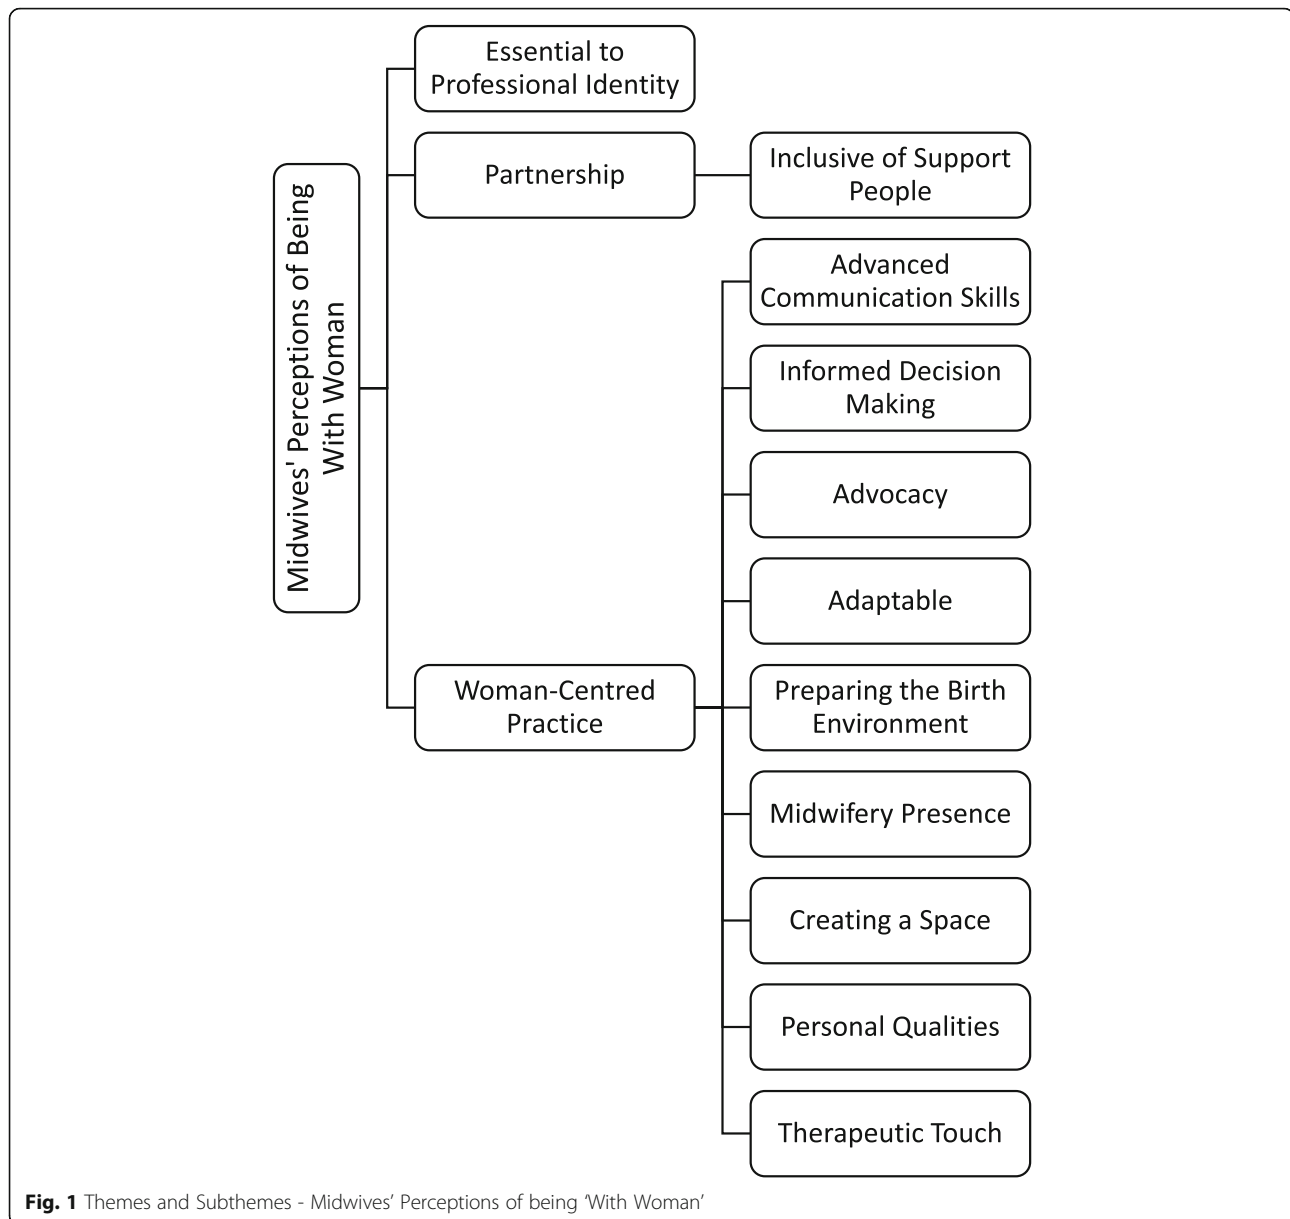 Midwives' Perceptions of Being
With Woman
Essential to
Professional Identity
Partnership
Inclusive of Support
People
Woman-Centred
Practice
Advanced
Communication Skills
Informed Decision
Making
Advocacy
Adaptable
Preparing the Birth
Environment
Midwifery Presence
Creating a Space
Personal Qualities
Therapeutic Touch
Fig. 1 Themes and Subthemes - Midwives’ Perceptions of being ‘With Woman’